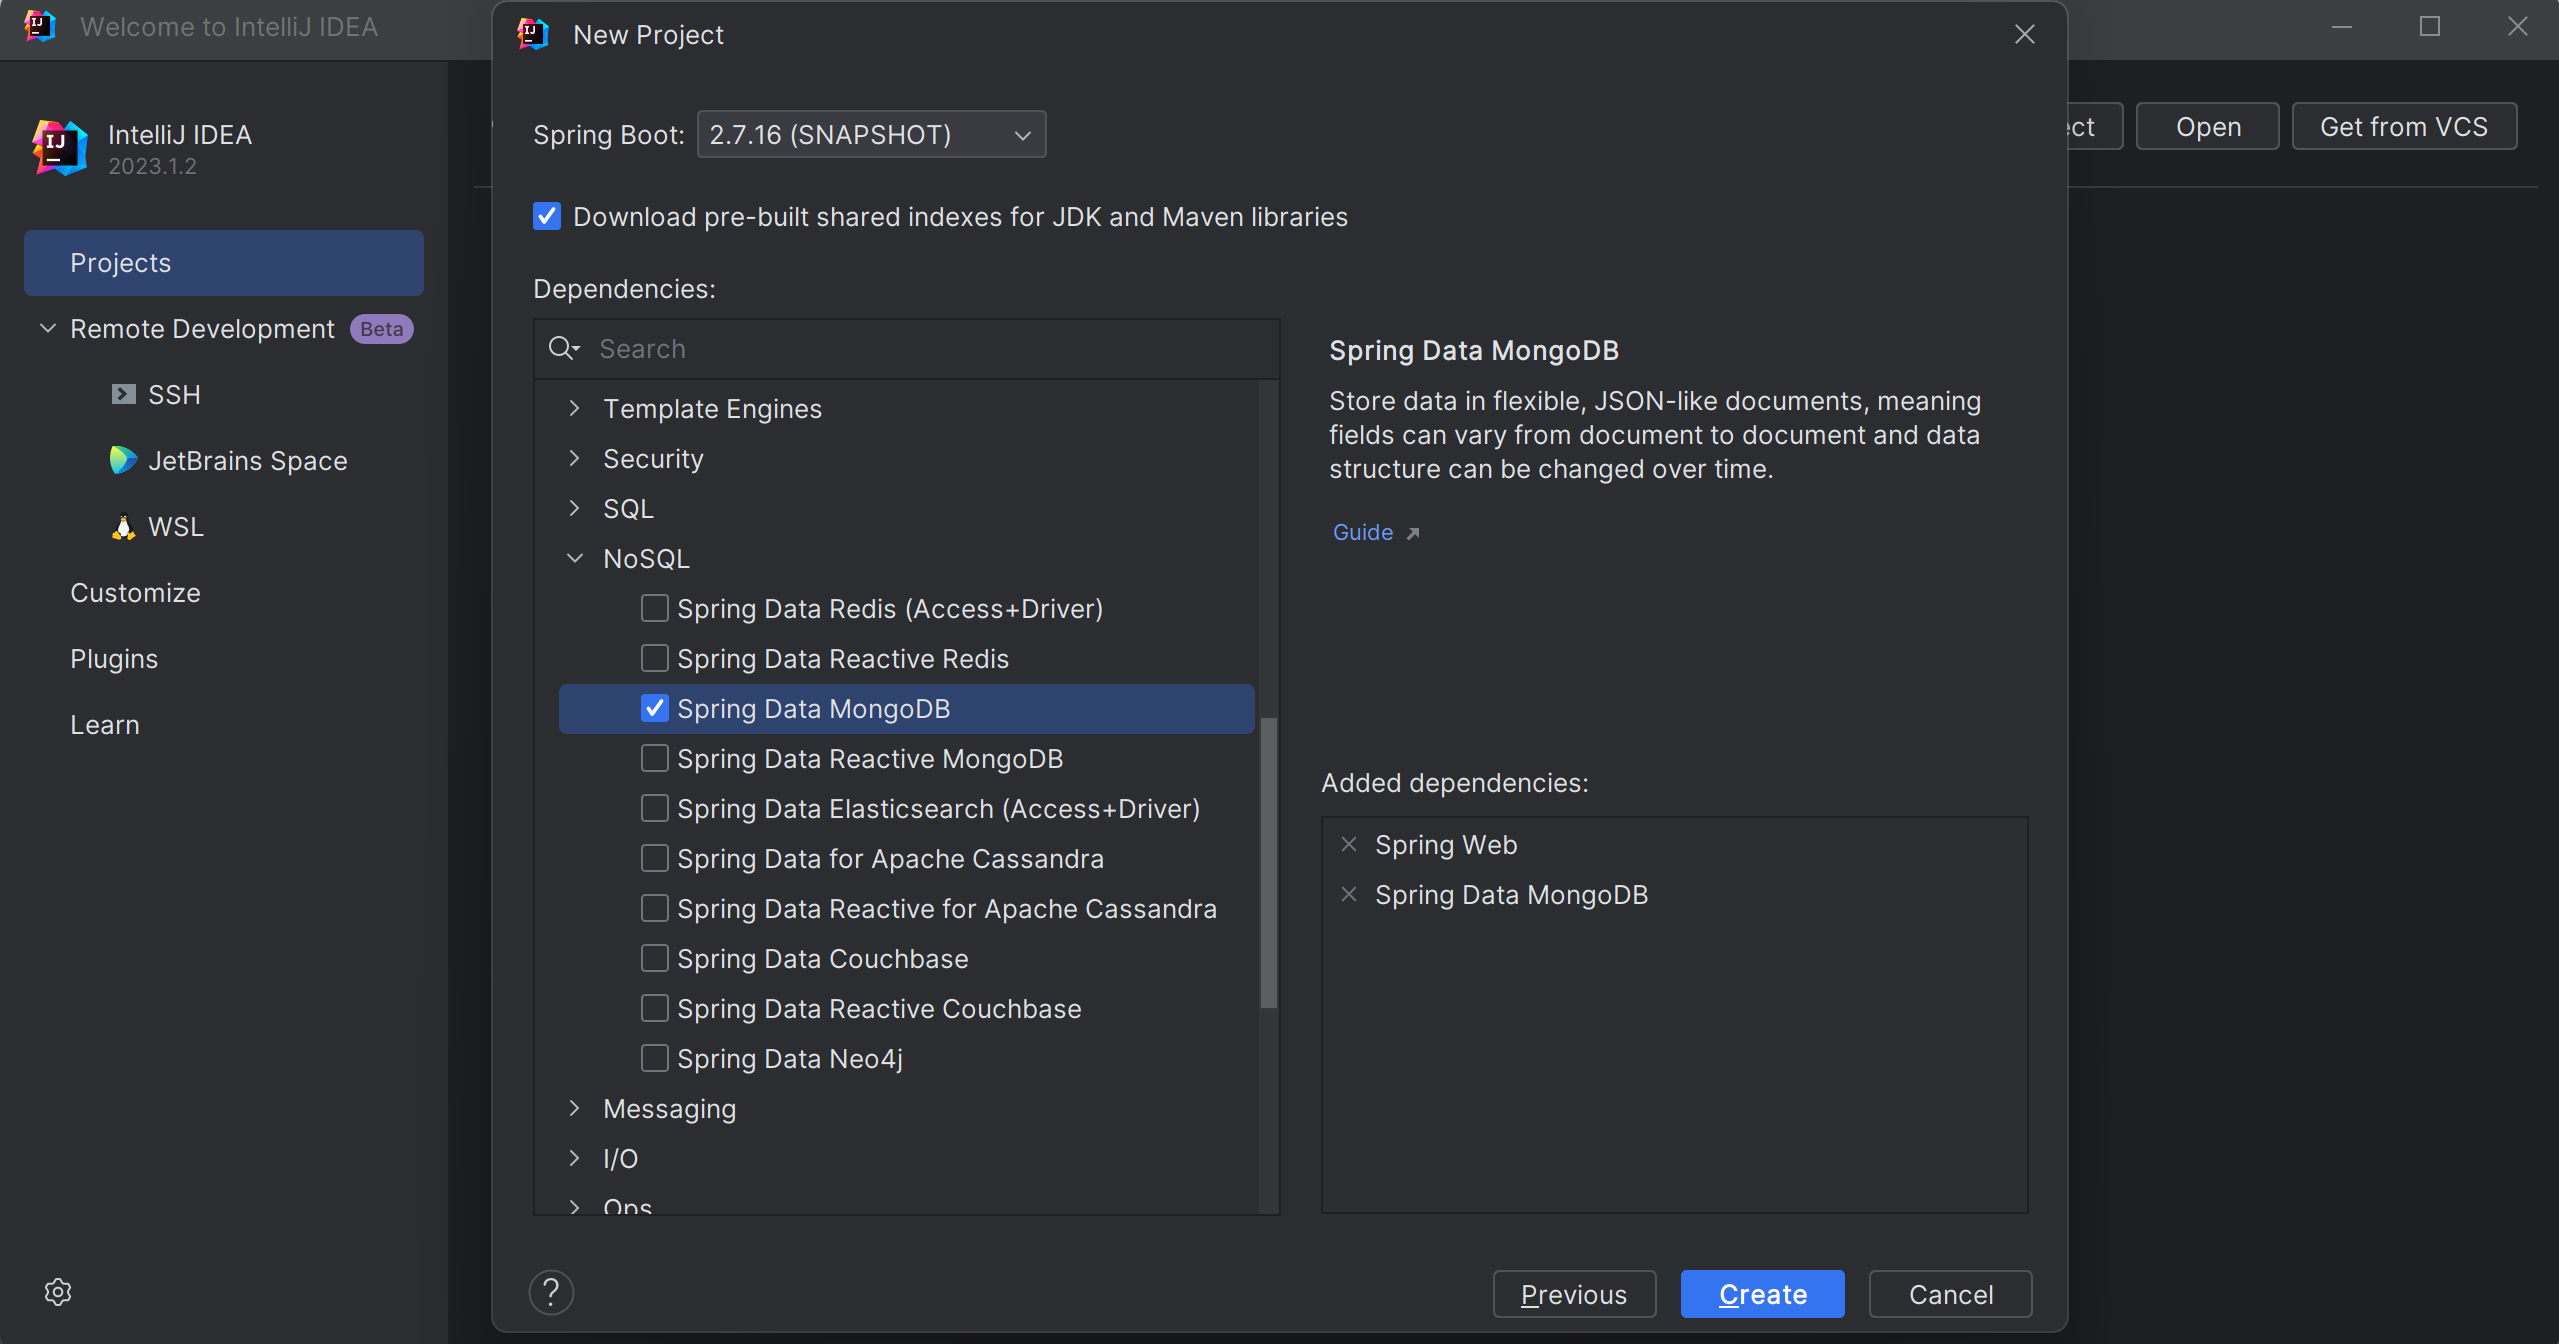 Welcome to IntelliJ IDEA
IntelliJ IDEA
2023.1.2
Projects
Remote Development Beta
SSH
JetBrains Space
WSL
Customize
Plugins
Learn
New Project
Spring Boot: 2.7.16 (SNAPSHOT)
Download pre-built shared indexes for JDK and Maven libraries
Dependencies:
Search
Template Engines
Security
SQL
NoSQL
Spring Data Redis (Access+Driver)
Spring Data Reactive Redis
Spring Data MongoDB
Spring Data Reactive MongoDB
Spring Data Elasticsearch (Access+Driver)
Spring Data for Apache Cassandra
Spring Data Reactive for Apache Cassandra
Spring Data Couchbase
Spring Data Reactive Couchbase
Spring Data Neo4j
Messaging
I/O
Ops
Spring Data MongoDB
Store data in flexible, JSON-like documents, meaning
fields can vary from document to document and data
structure can be changed over time.
Guide
Added dependencies:
Spring Web
Spring Data MongoDB
?
Previous
Create
Cancel
Open
Get from VCS